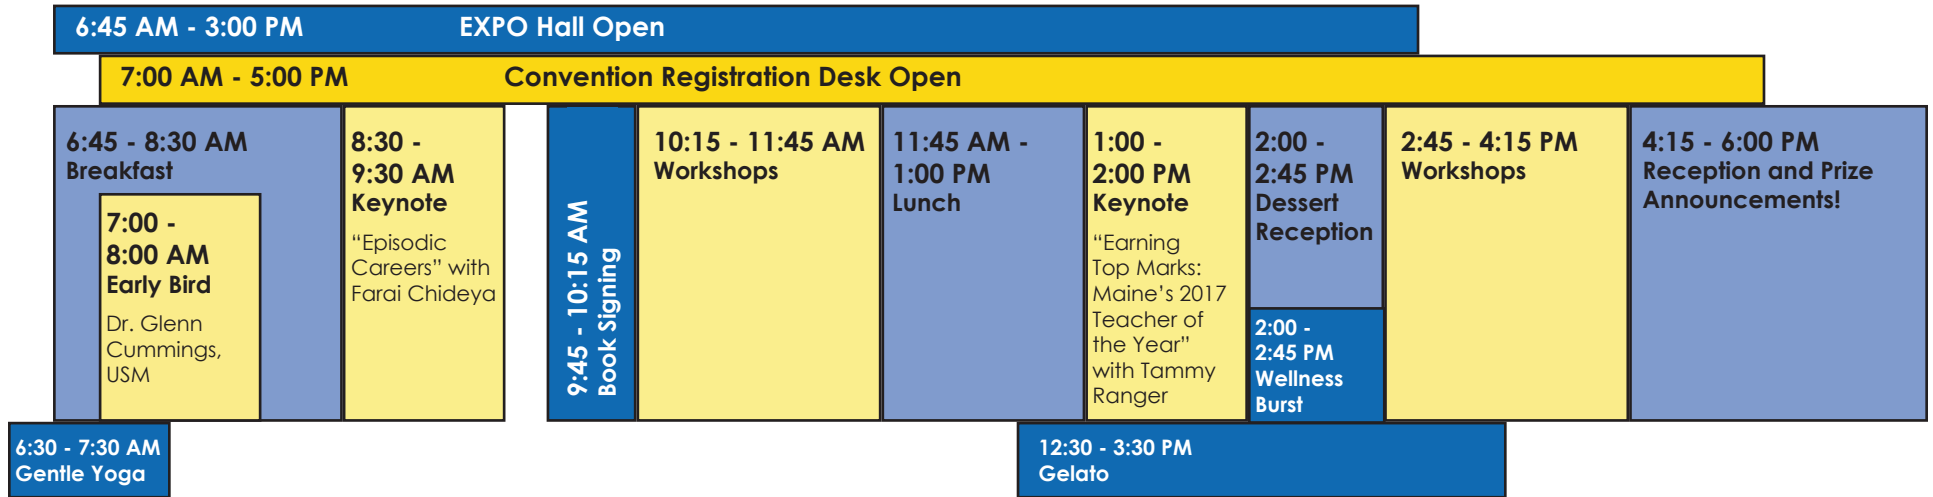 6:45 AM - 3:00 PM EXPO Hall Open
7:00 AM - 5:00 PM Convention Registration Desk Open
6:45 - 8:30 AM
Breakfast
7:00 -
8:00 AM
Early Bird
Dr. Glenn
Cummings,
USM
8:30 -
9:30 AM
Keynote
“Episodic
Careers” with
Farai Chideya
9:45 - 10:15 AM
Book Signing
10:15 - 11:45 AM
Workshops
11:45 AM -
1:00 PM
Lunch
1:00 -
2:00 PM
Keynote
“Earning
Top Marks:
Maine’s 2017
Teacher of
the Year”
with Tammy
Ranger
2:00 -
2:45 PM
Dessert
Reception
2:00 -
2:45 PM
Wellness
Burst
2:45 - 4:15 PM
Workshops
4:15 - 6:00 PM
Reception and Prize
Announcements!
6:30 - 7:30 AM
Gentle Yoga
12:30 - 3:30 PM
Gelato